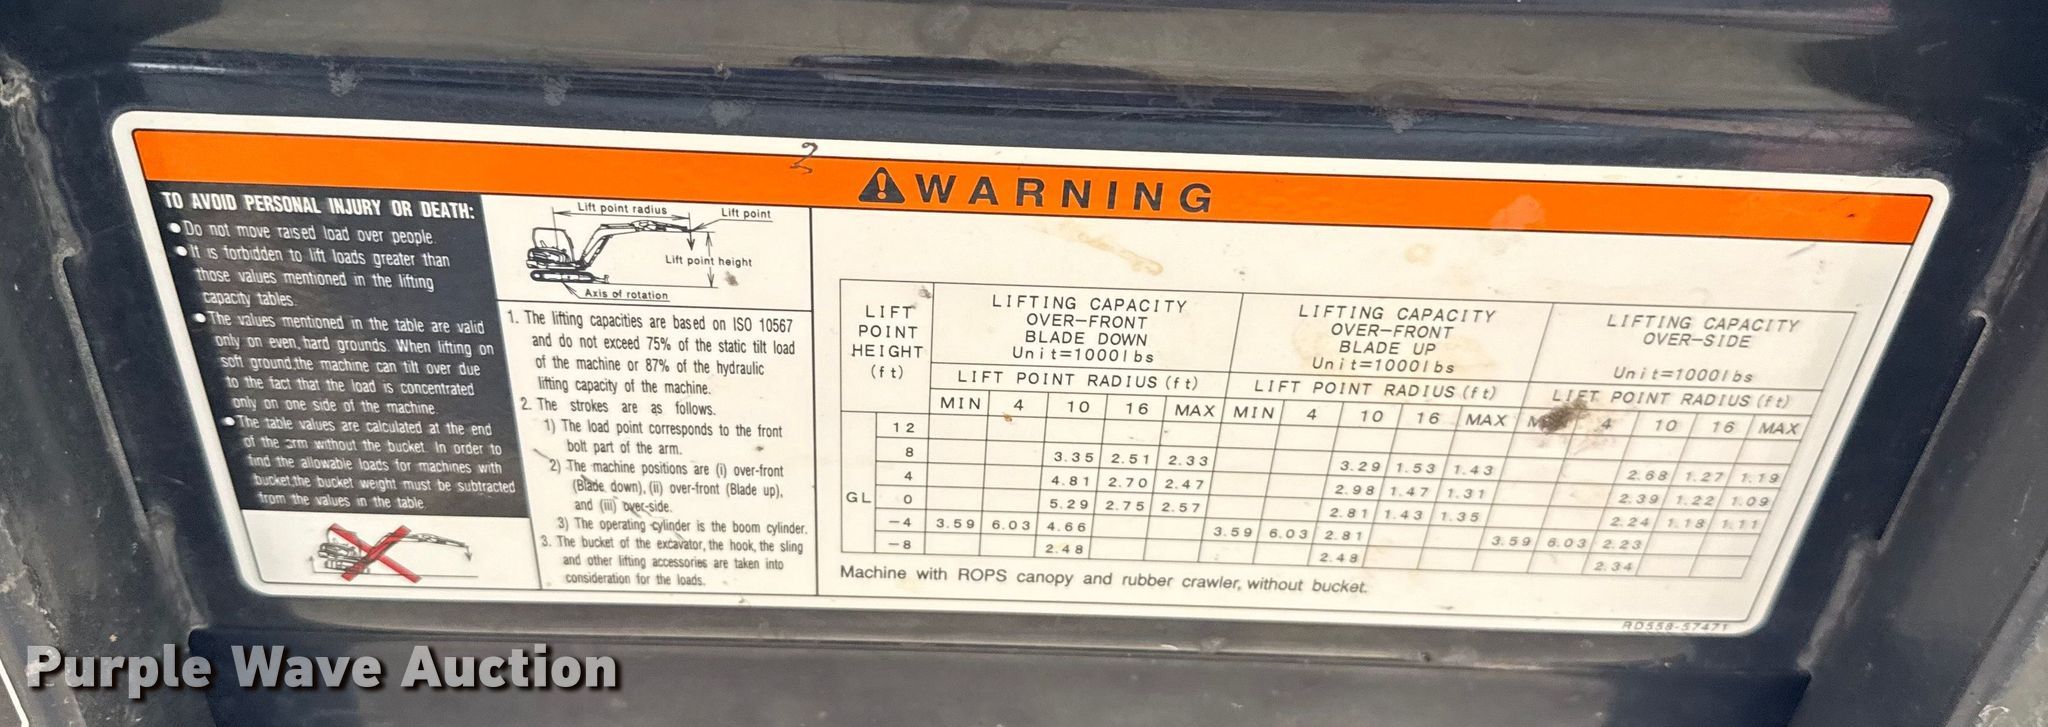 2
WARNING
TO AVOID PERSONAL INJURY OR DEATH:
● Do not move raised load over people.
● It is forbidden to lift loads greater than
those values mentioned in the lifting
capacity tables.
● The values mentioned in the table are valid
only on even, hard grounds. When lifting on
soft ground,the machine can tilt over due
to the fact that the load is concentrated
only on one side of the machine.
● The table values are calculated at the end
of the arm without the bucket. In order to
find the allowable loads for machines with
bucket,the bucket weight must be subtracted
from the values in the table.
Lift point radius
Lift point
Lift point height
Axis of rotation
1. The lifting capacities are based on ISO 10567
and do not exceed 75% of the static tilt load
of the machine or 87% of the hydraulic
lifting capacity of the machine.
2. The strokes are as follows.
1) The load point corresponds to the front
bolt part of the arm.
2) The machine positions are (i) over-front
(Blade down), (ii) over-front (Blade up),
and (iii) over-side.
3) The operating cylinder is the boom cylinder.
3. The bucket of the excavator, the hook, the sling
and other lifting accessories are taken into
consideration for the loads.
LIFT
POINT
HEIGHT
(ft)
LIFTING CAPACITY
OVER-FRONT
BLADE DOWN
Unit=1000lbs
LIFTING CAPACITY
OVER-FRONT
BLADE UP
Unit=1000lbs
LIFTING CAPACITY
OVER-SIDE
Unit=1000lbs
LIFT POINT RADIUS (ft) LIFT POINT RADIUS (ft) LIFT POINT RADIUS (ft)
MIN 4 10 16 MAX MIN 4 10 16 MAX 4 10 16 MAX
12
8 3.35 2.51 2.33 3.29 1.53 1.43 2.68 1.27 1.19
4 4.81 2.70 2.47 2.98 1.47 1.31 2.39 1.22 1.09
GL 0 5.29 2.75 2.57 2.81 1.43 1.35 2.24 1.18 1.11
-4 3.59 6.03 4.66 3.59 6.03 2.81 3.59 6.03 2.23
-8 2.48 2.48 2.34
Machine with ROPS canopy and rubber crawler, without bucket.
RD558-57471
Purple Wave Auction